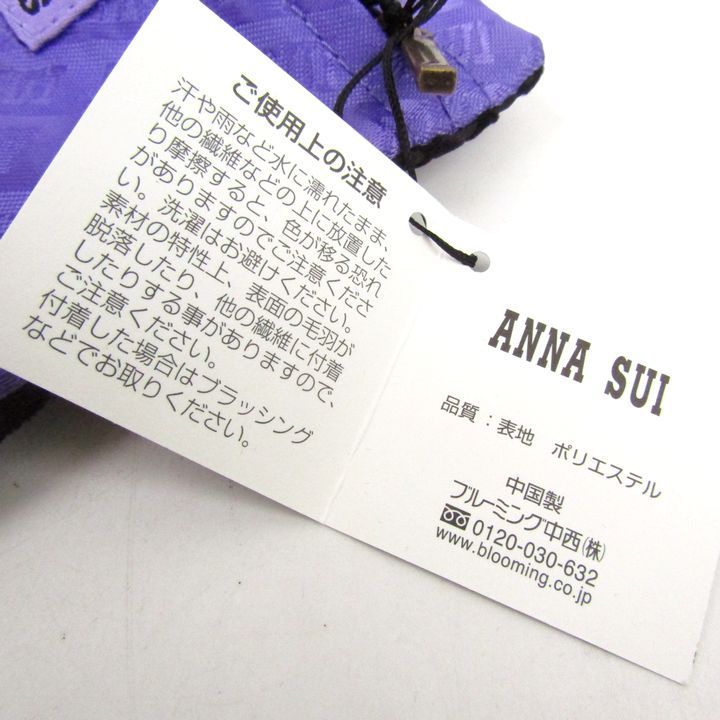 ご使用上の注意
汗や雨など水に濡れたまま、
他の繊維などの上に放置した
り摩擦すると、色が移る恐れ
がありますのでご注意くださ
い。洗濯はお避けください。
素材の特性上、表面の毛羽が
脱落したり、他の繊維に付着
したりする事がありますので、
ご注意ください。
付着した場合はブラッシング
などでお取りください。
ANNA SUI
品質:表地 ポリエステル
中国製
ブルーミング中西(株)
0120-030-632
www.blooming.co.jp